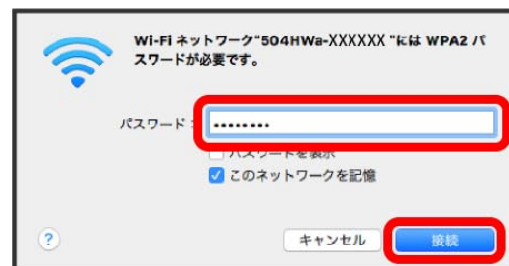 Wi-Fi ネットワーク"504HWa-XXXXXX "には WPA2 パ
スワードが必要です。
パスワード： ••••••••
パスワードを表示
このネットワークを記憶
? キャンセル 接続